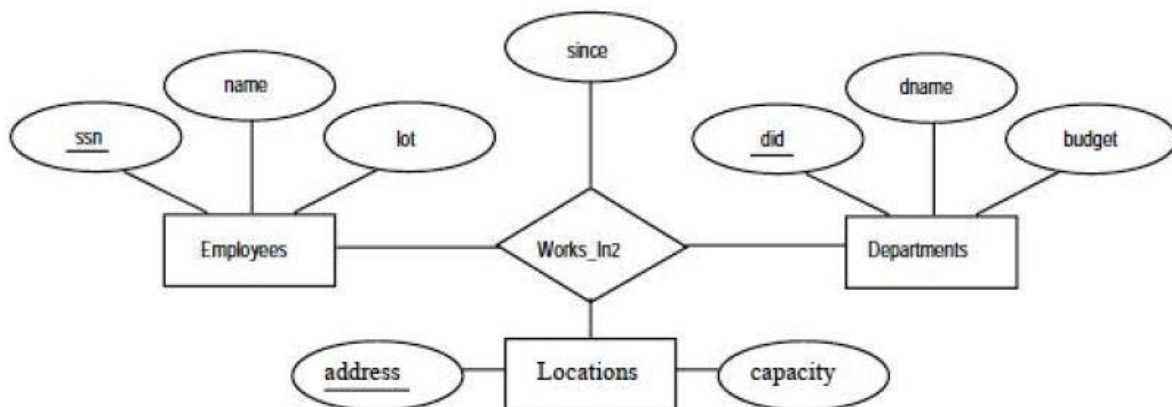 since
name
dname
ssn
lot
did
budget
Employees
Works_In2
Departments
address
Locations
capacity